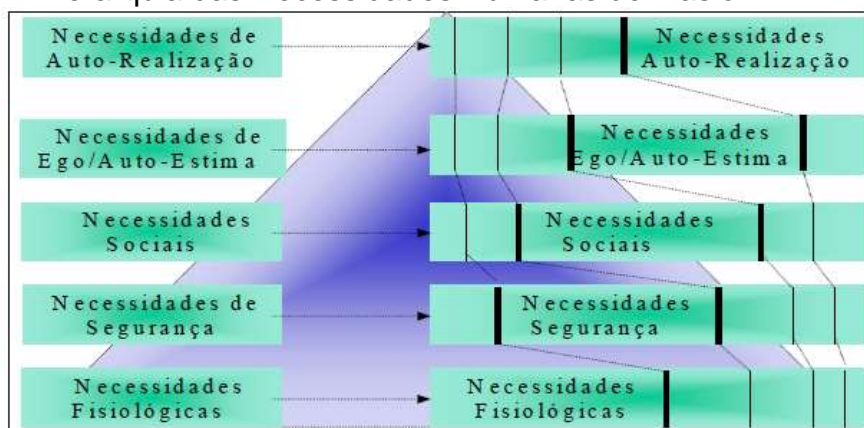 Necessidades de
Auto-Realização
Necessidades
Auto-Realização
Necessidades de
Ego/Auto-Estima
Necessidades
Ego/Auto-Estima
Necessidades
Sociais
Necessidades
Sociais
Necessidades de
Segurança
Necessidades
Segurança
Necessidades
Fisiológicas
Necessidades
Fisiológicas